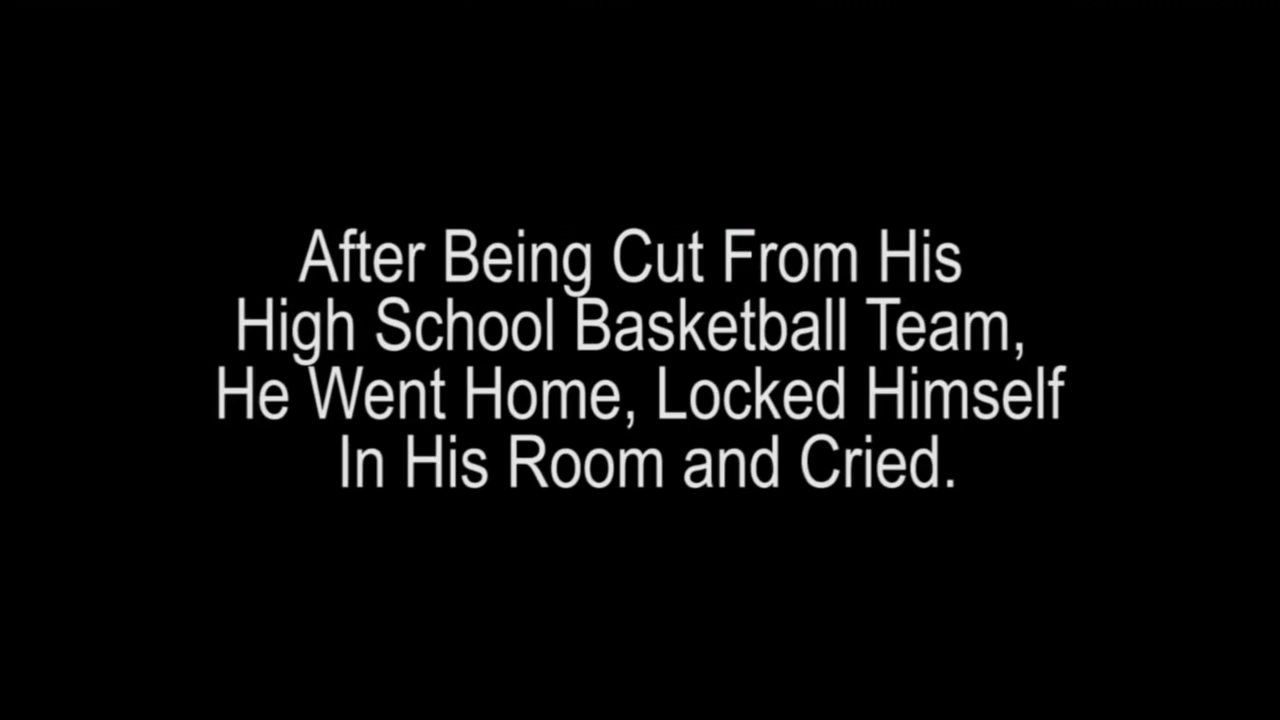 After Being Cut From His
High School Basketball Team,
He Went Home, Locked Himself
In His Room and Cried.